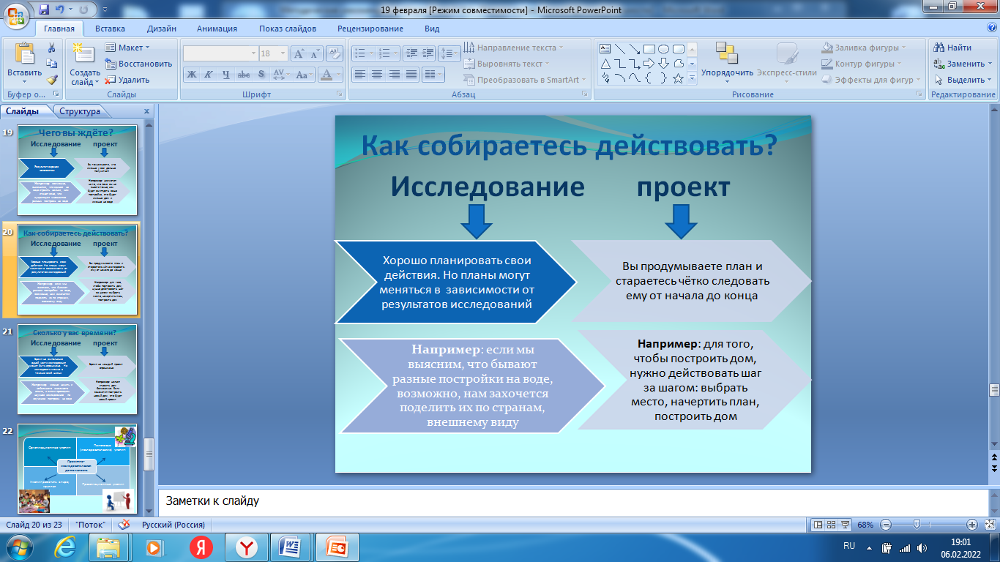 19 февраля [Режим совместимости] - Microsoft PowerPoint
Главная Вставка Дизайн Анимация Показ слайдов Рецензирование Вид
Вставить
Создать слайд
Макет
Восстановить
Удалить
18
Ж К Ч abc S AV Aa A
Направление текста
Выровнять текст
Преобразовать в SmartArt
Упорядочить
Экспресс-стили
Заливка фигуры
Контур фигуры
Эффекты для фигур
Найти
Заменить
Выделить
Буфер о... Слайды Шрифт Абзац Рисование Редактирование
Слайды Структура x
19
Чего вы ждёте?
Исследование проект
20
Как собираетесь действовать?
Исследование проект
21
Сколько у вас времени?
Исследование проект
22
Как собираетесь действовать?
Исследование проект
Хорошо планировать свои
действия. Но планы могут
меняться в зависимости от
результатов исследований
Вы продумываете план и
стараетесь чётко следовать
ему от начала до конца
Например: если мы
выясним, что бывают
разные постройки на воде,
возможно, нам захочется
поделить их по странам,
внешнему виду
Например: для того,
чтобы построить дом,
нужно действовать шаг
за шагом: выбрать
место, начертить план,
построить дом
Заметки к слайду
Слайд 20 из 23 "Поток" Русский (Россия) 68%
RU 19:01
06.02.2022